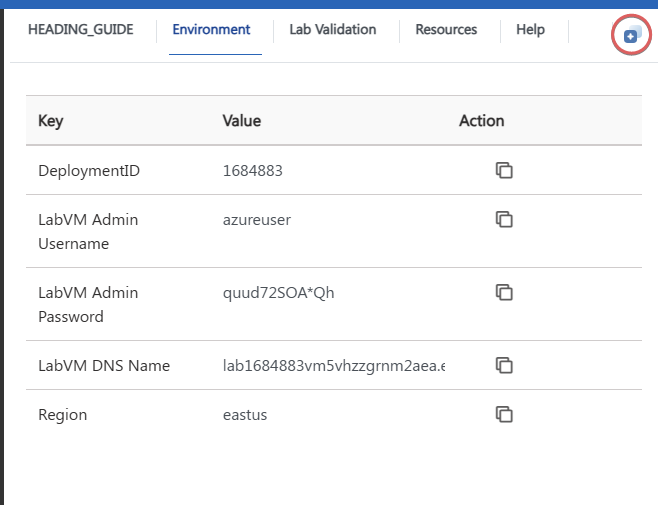 HEADING_GUIDE Environment Lab Validation Resources Help
Key Value Action
DeploymentID 1684883
LabVM Admin Username azureuser
LabVM Admin Password quud72SOA*Qh
LabVM DNS Name lab1684883vm5vhzzgrnm2aea.e
Region eastus